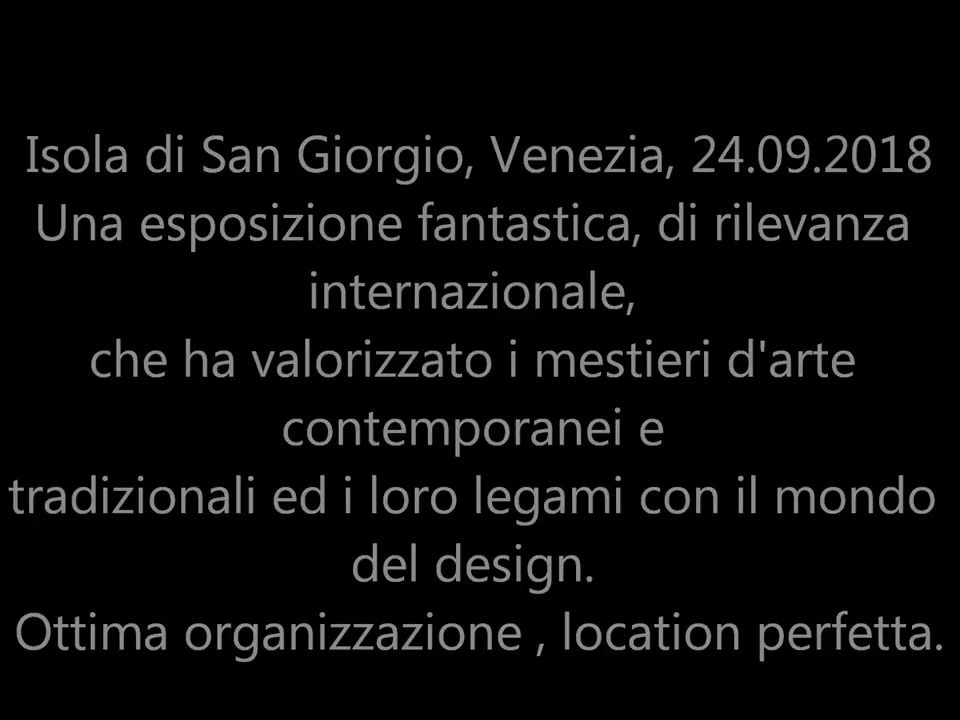 Isola di San Giorgio, Venezia, 24.09.2018
Una esposizione fantastica, di rilevanza
internazionale,
che ha valorizzato i mestieri d'arte
contemporanei e
tradizionali ed i loro legami con il mondo
del design.
Ottima organizzazione , location perfetta.